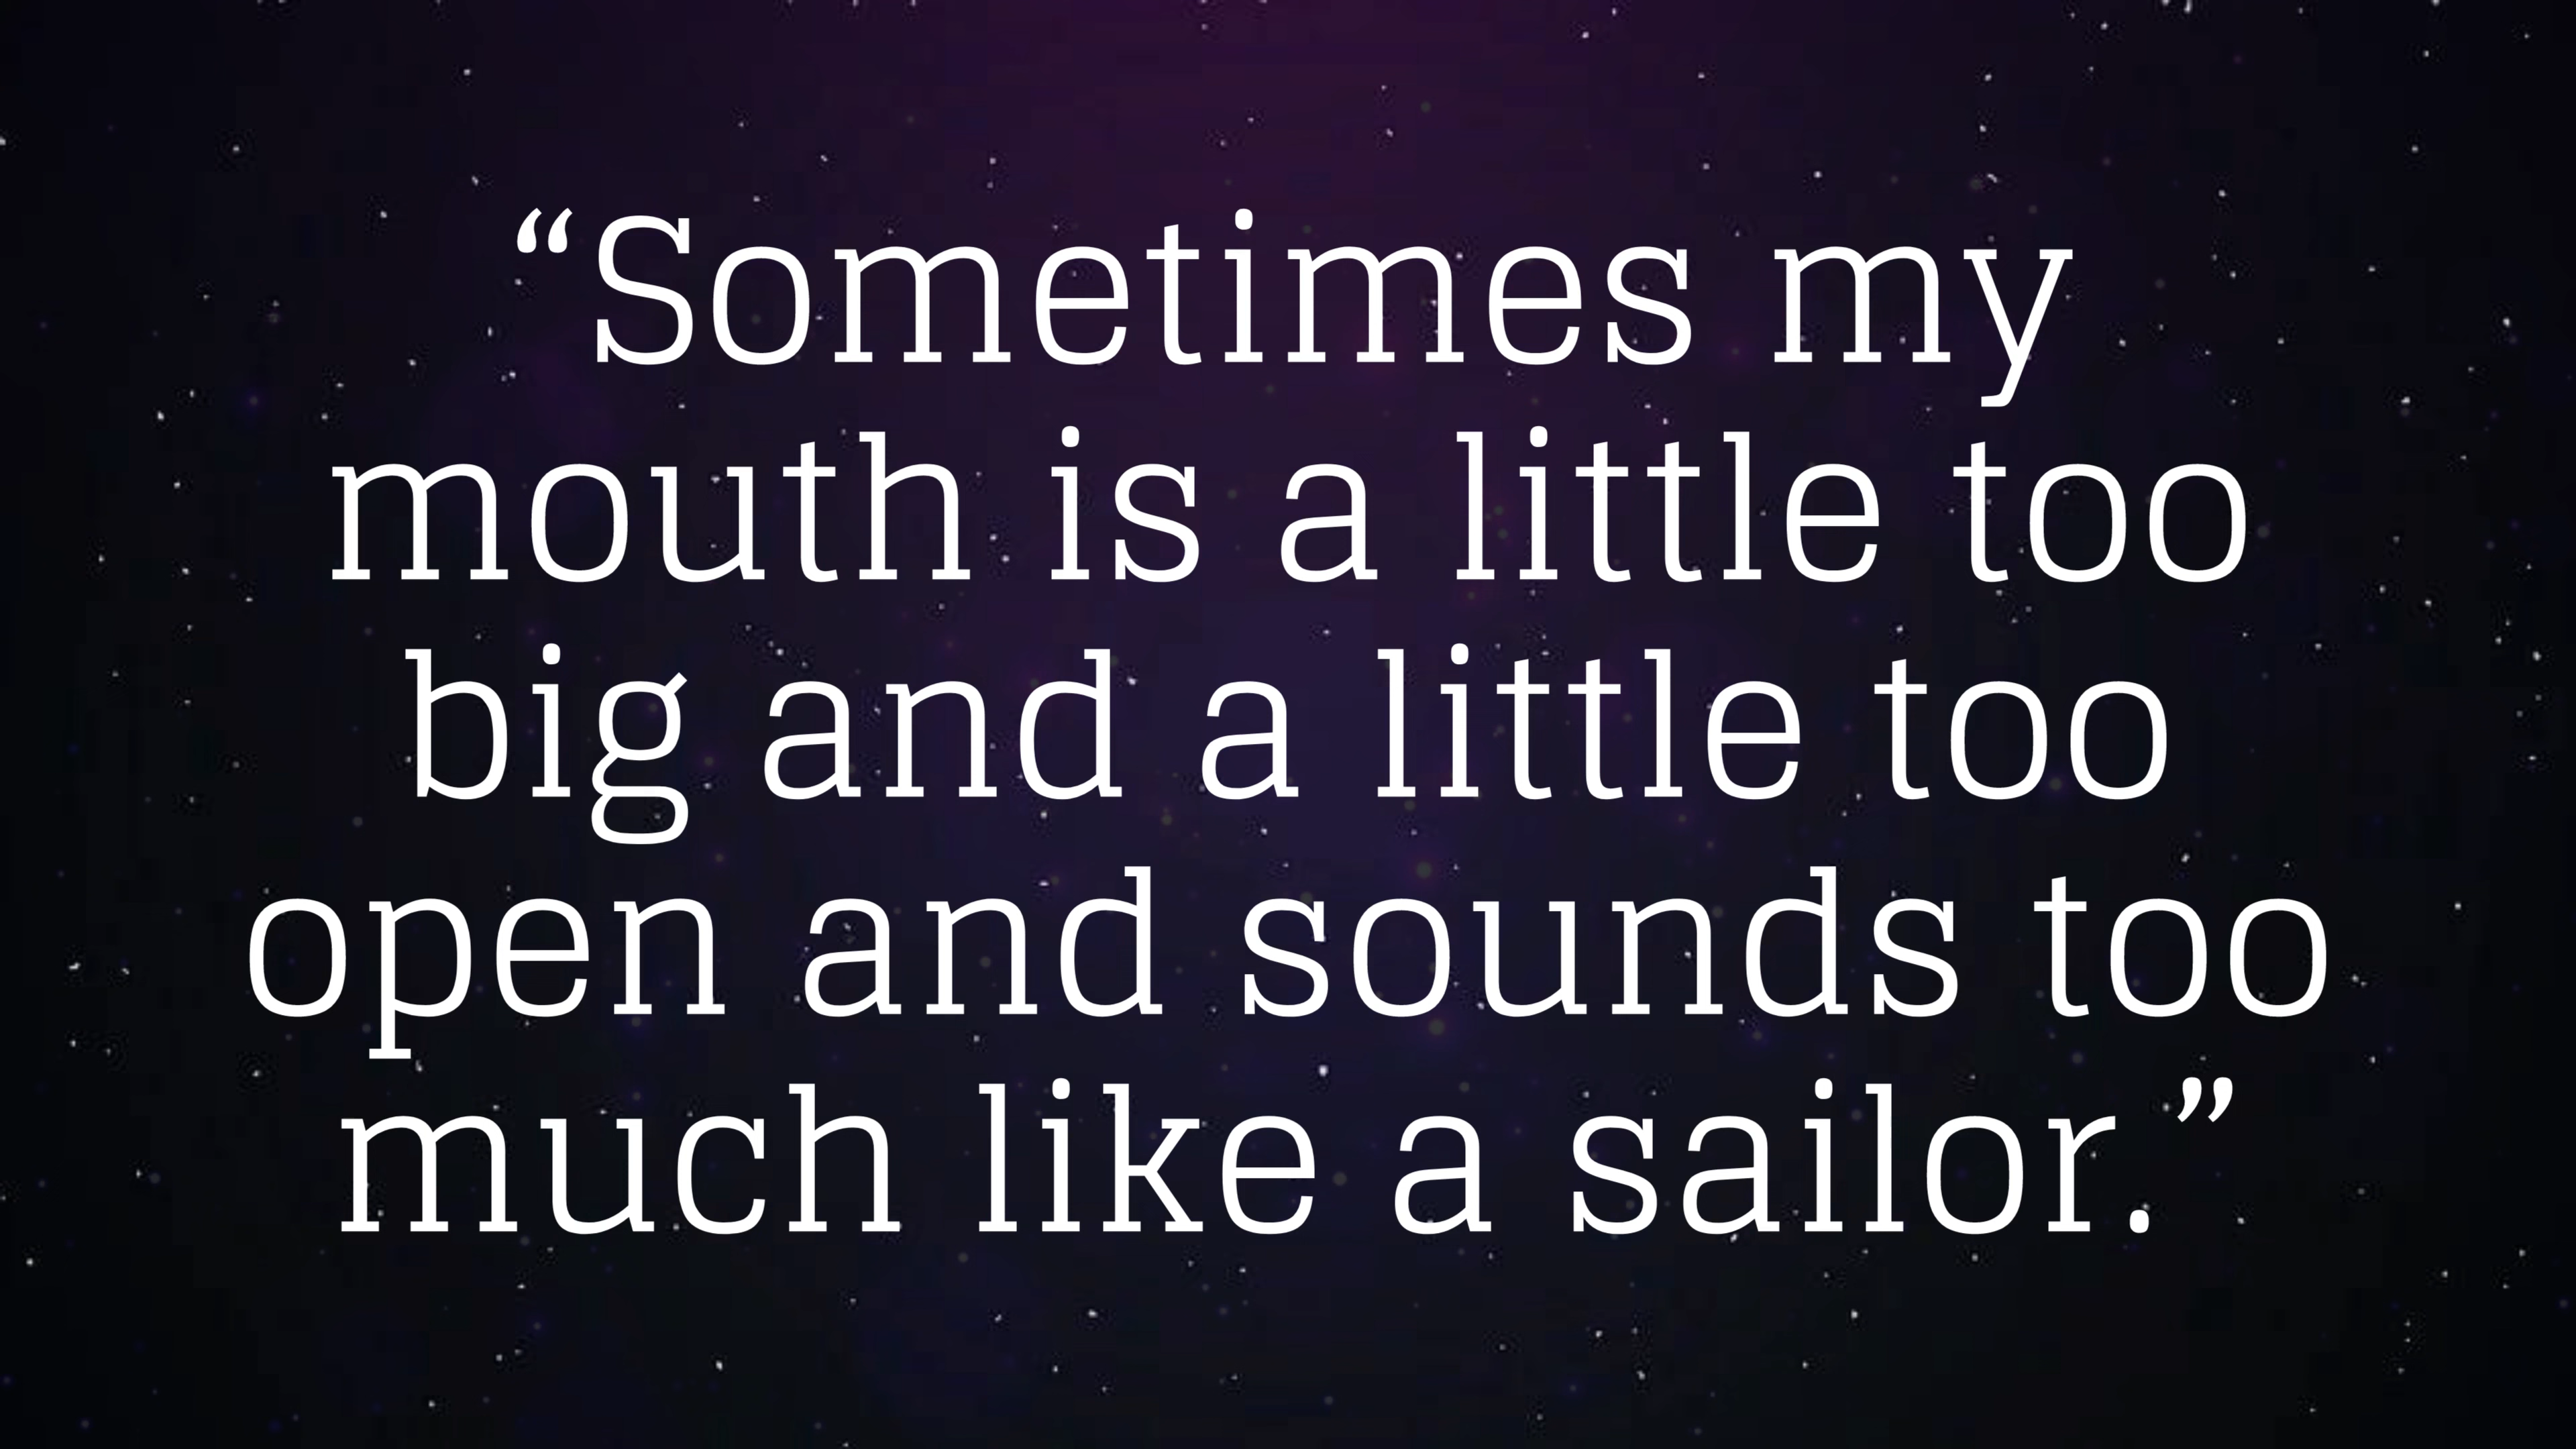 “Sometimes my
mouth is a little too
big and a little too
open and sounds too
much like a sailor.”